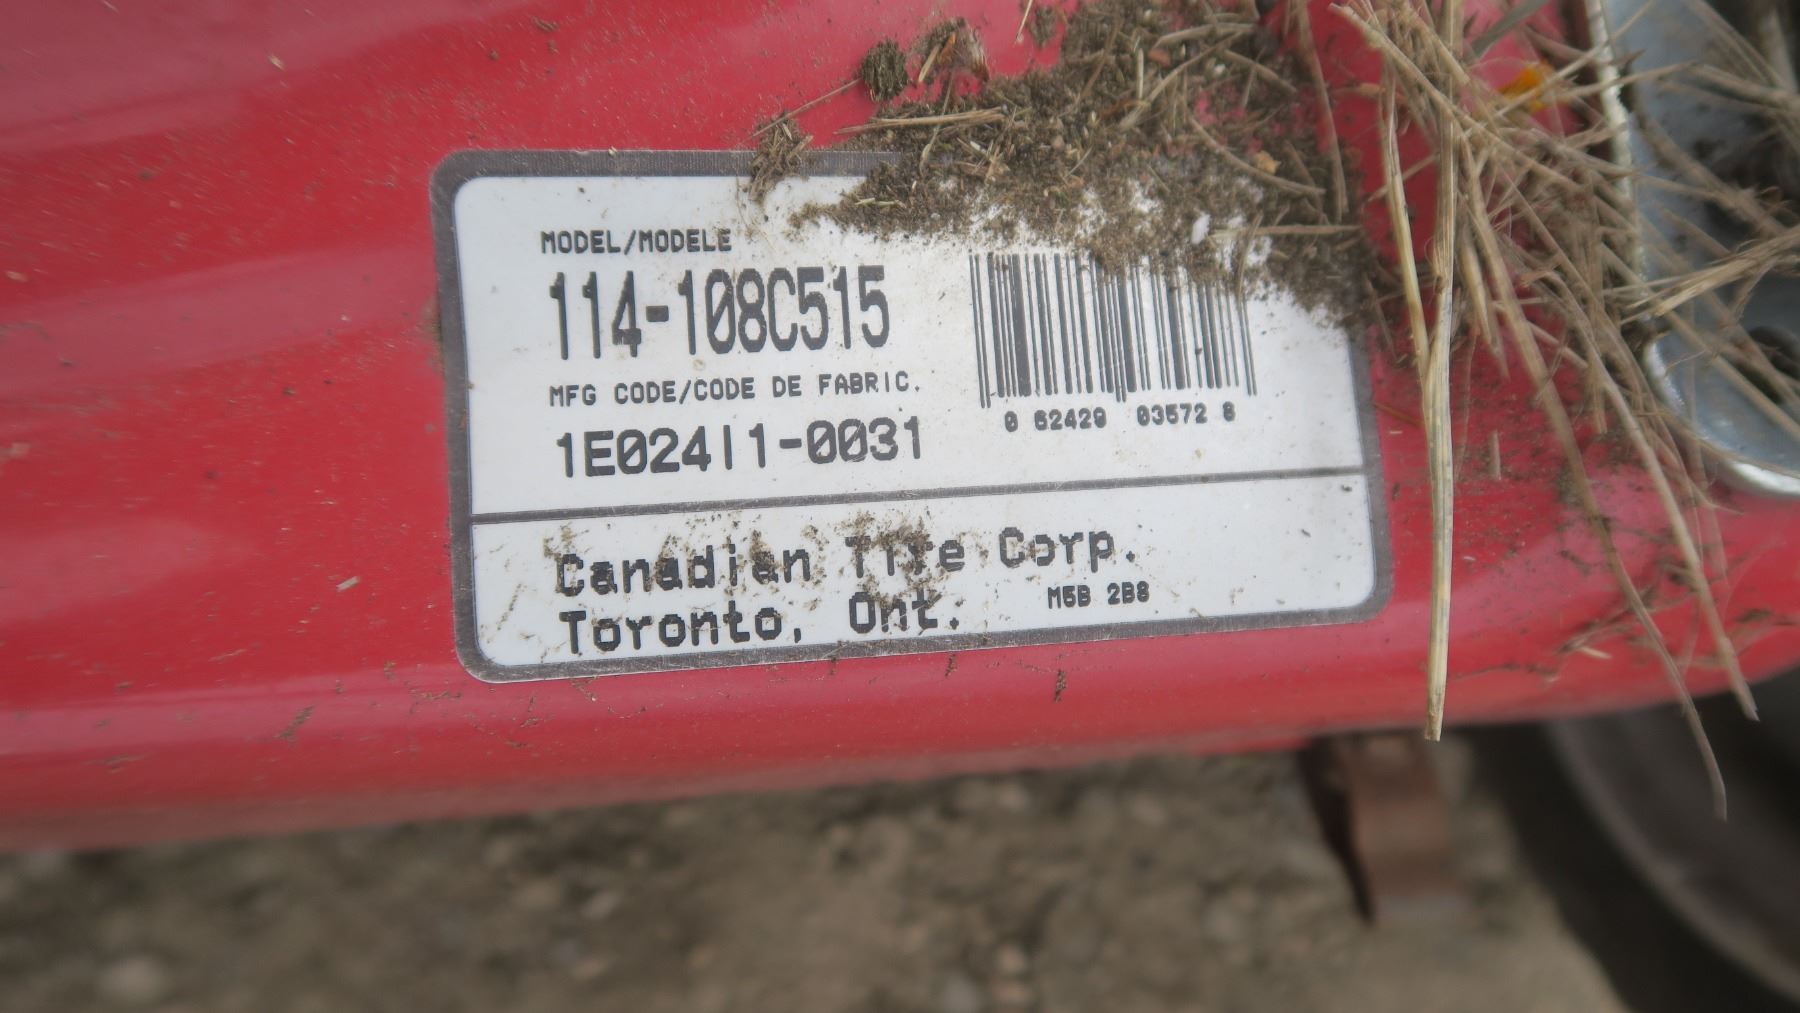 MODEL/MODELE
114-108C515
MFG CODE/CODE DE FABRIC.
1E024I1-0031
0 62429 03572 8
Canadian Tire Corp.
Toronto, Ont. M5B 2B8